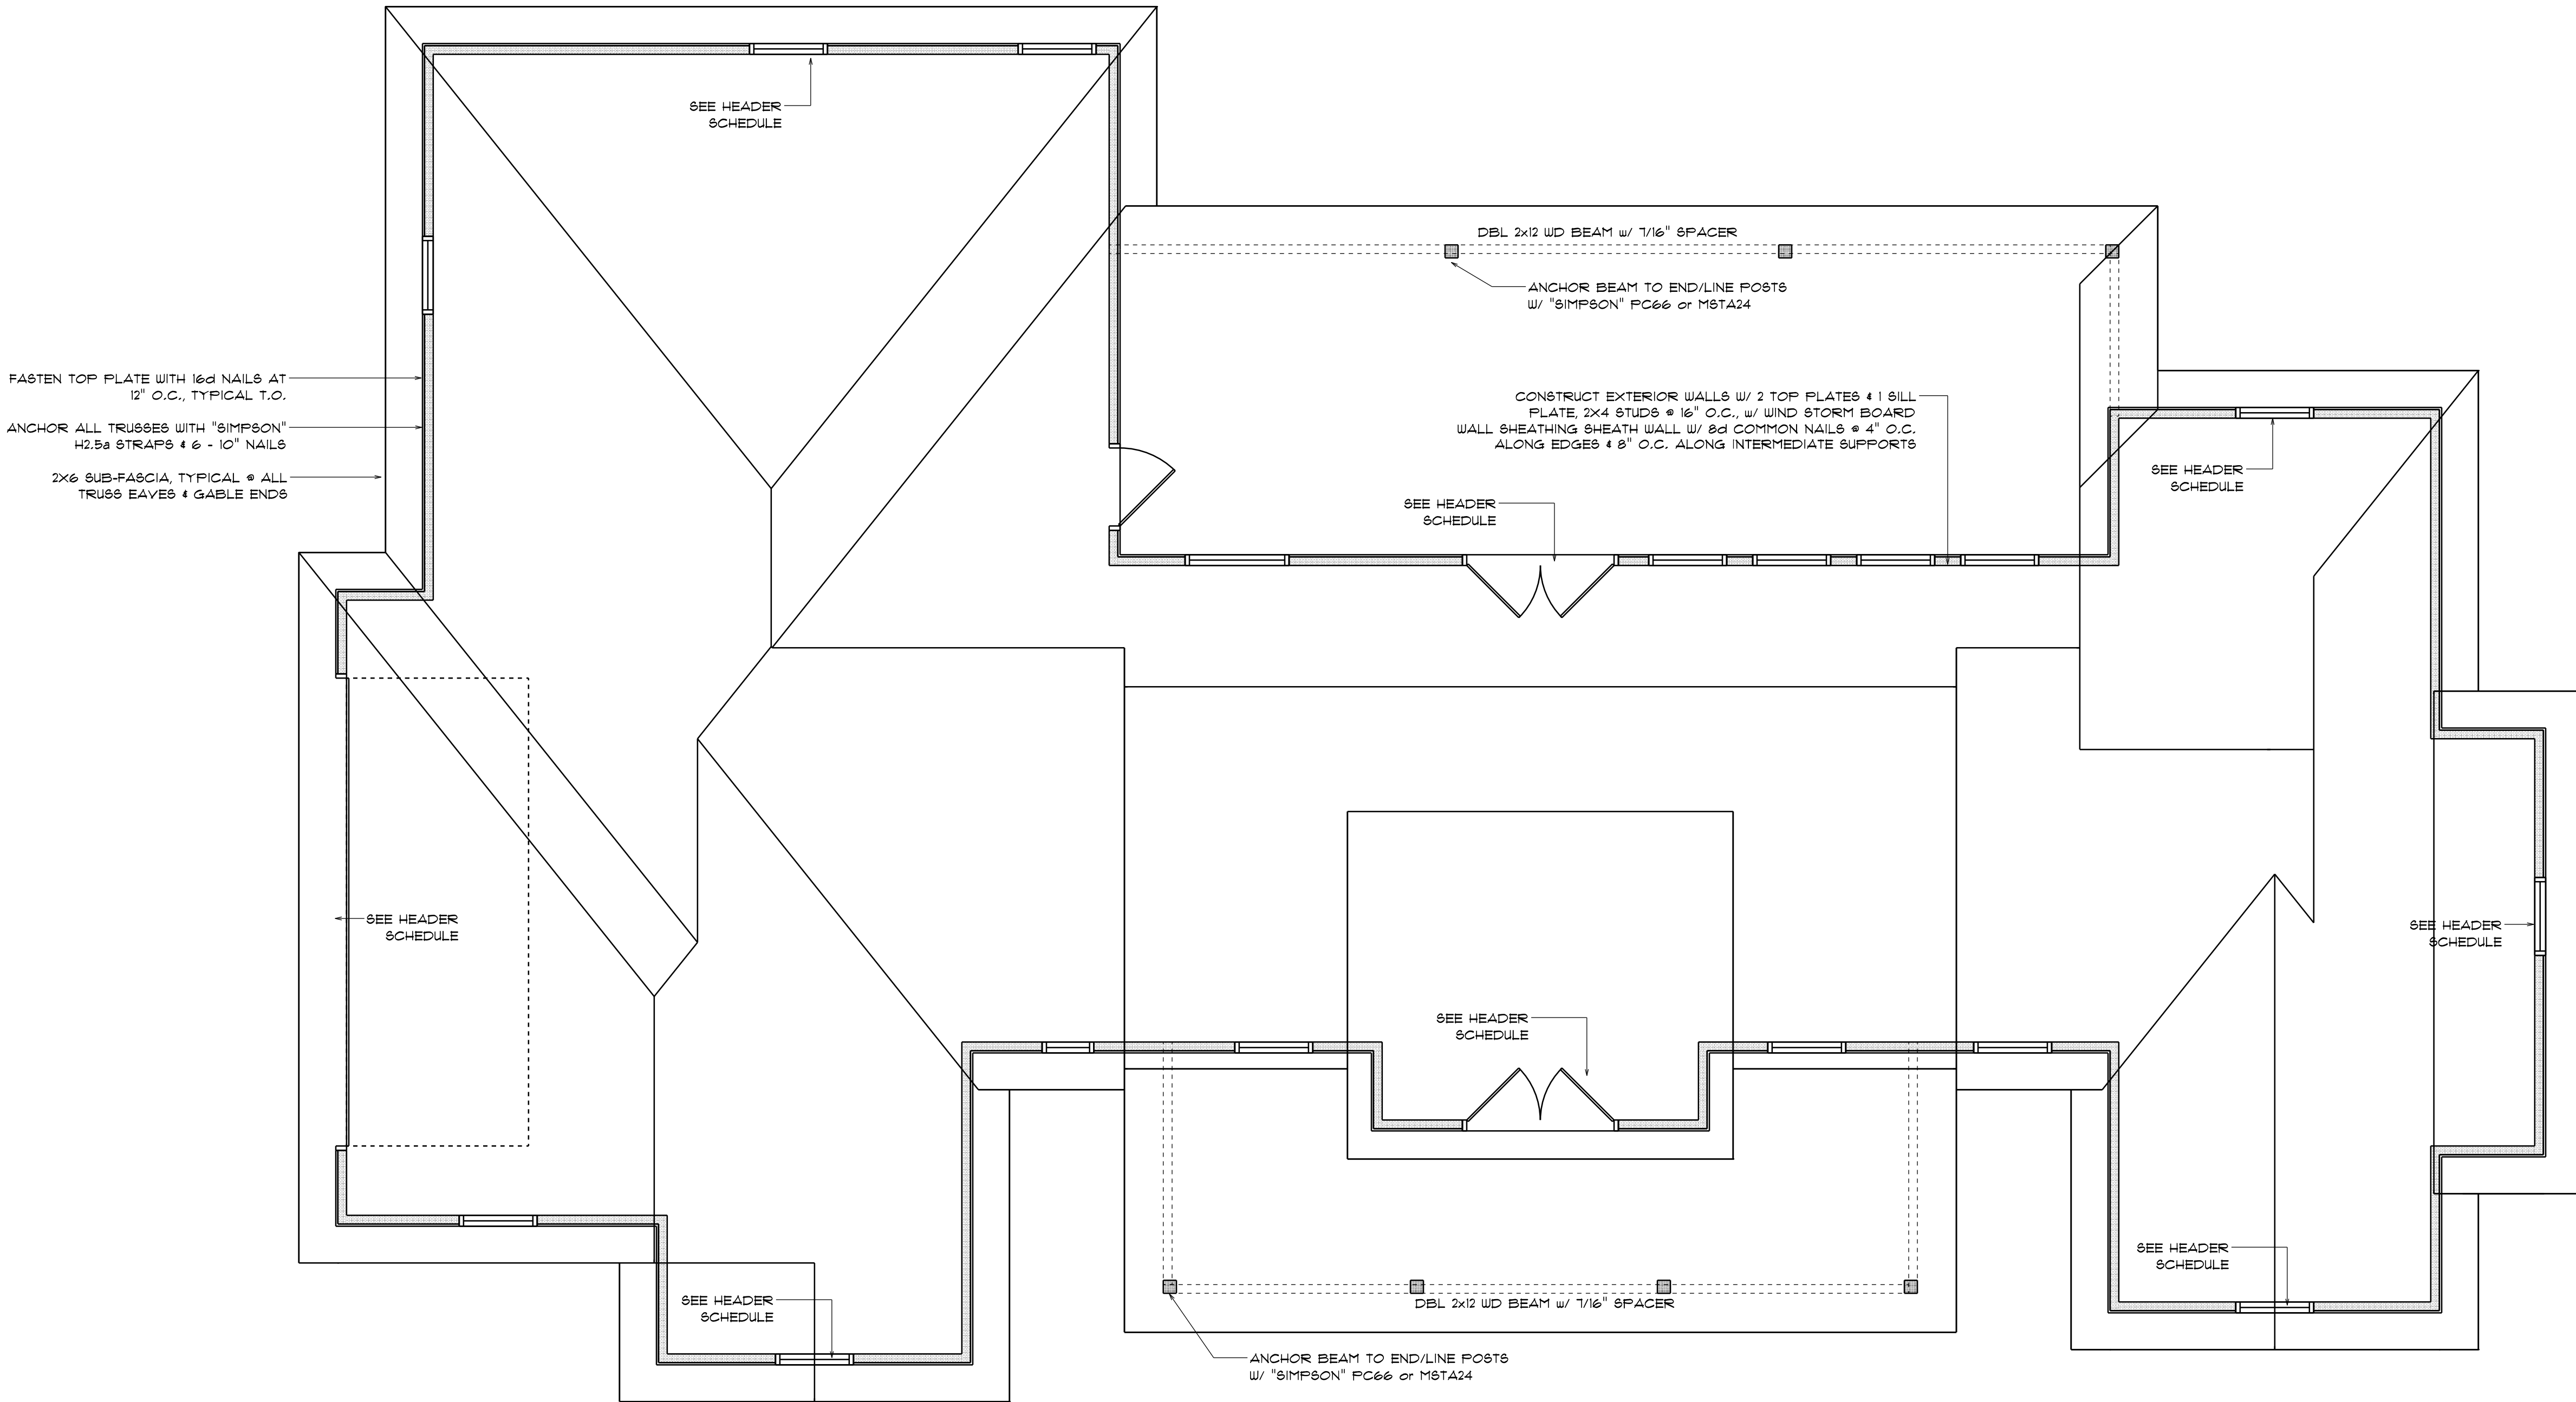 SEE HEADER
SCHEDULE
DBL 2x12 WD BEAM w/ 7/16" SPACER
ANCHOR BEAM TO END/LINE POSTS
W/ "SIMPSON" PC66 or MSTA24
FASTEN TOP PLATE WITH 16d NAILS AT
12" O.C., TYPICAL T.O.
ANCHOR ALL TRUSSES WITH "SIMPSON"
H2.5a STRAPS & 6 - 10" NAILS
2X6 SUB-FASCIA, TYPICAL @ ALL
TRUSS EAVES & GABLE ENDS
CONSTRUCT EXTERIOR WALLS W/ 2 TOP PLATES & 1 SILL
PLATE, 2X4 STUDS @ 16" O.C., w/ WIND STORM BOARD
WALL SHEATHING SHEATH WALL W/ 8d COMMON NAILS @ 4" O.C.
ALONG EDGES & 8" O.C. ALONG INTERMEDIATE SUPPORTS
SEE HEADER
SCHEDULE
SEE HEADER
SCHEDULE
SEE HEADER
SCHEDULE
SEE HEADER
SCHEDULE
SEE HEADER
SCHEDULE
SEE HEADER
SCHEDULE
SEE HEADER
SCHEDULE
DBL 2x12 WD BEAM w/ 7/16" SPACER
ANCHOR BEAM TO END/LINE POSTS
W/ "SIMPSON" PC66 or MSTA24